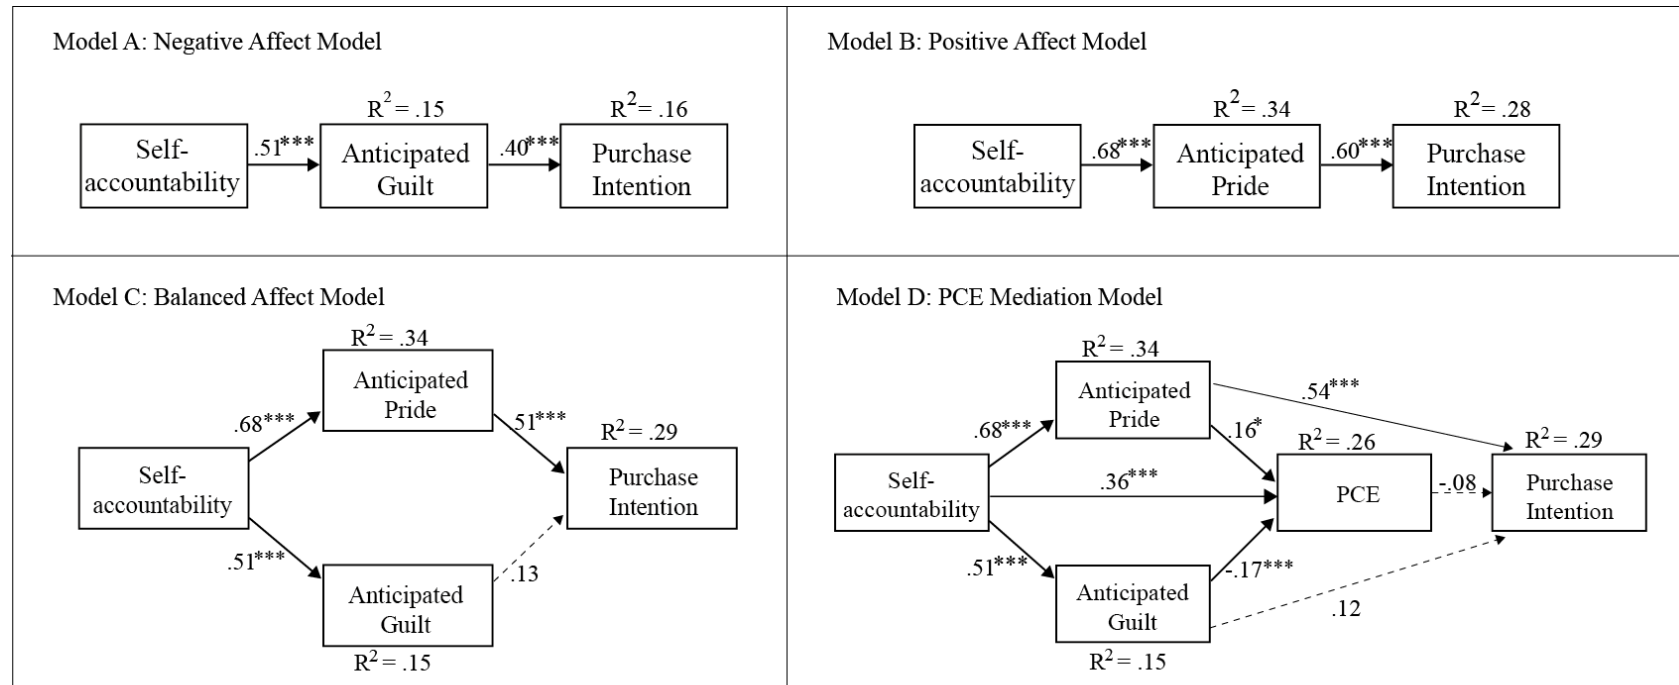 Model A: Negative Affect Model
R² = .15
R² = .16
Self-
accountability
.51***
Anticipated
Guilt
.40***
Purchase
Intention
Model B: Positive Affect Model
R² = .34
R² = .28
Self-
accountability
.68***
Anticipated
Pride
.60***
Purchase
Intention
Model C: Balanced Affect Model
R² = .34
Anticipated
Pride
.68***
.51***
R² = .29
Self-
accountability
Purchase
Intention
.51***
.13
Anticipated
Guilt
R² = .15
Model D: PCE Mediation Model
R² = .34
Anticipated
Pride
.54***
.68***
.16*
R² = .26
R² = .29
Self-
accountability
.36***
PCE
-.08
Purchase
Intention
.51***
-.17***
Anticipated
Guilt
.12
R² = .15